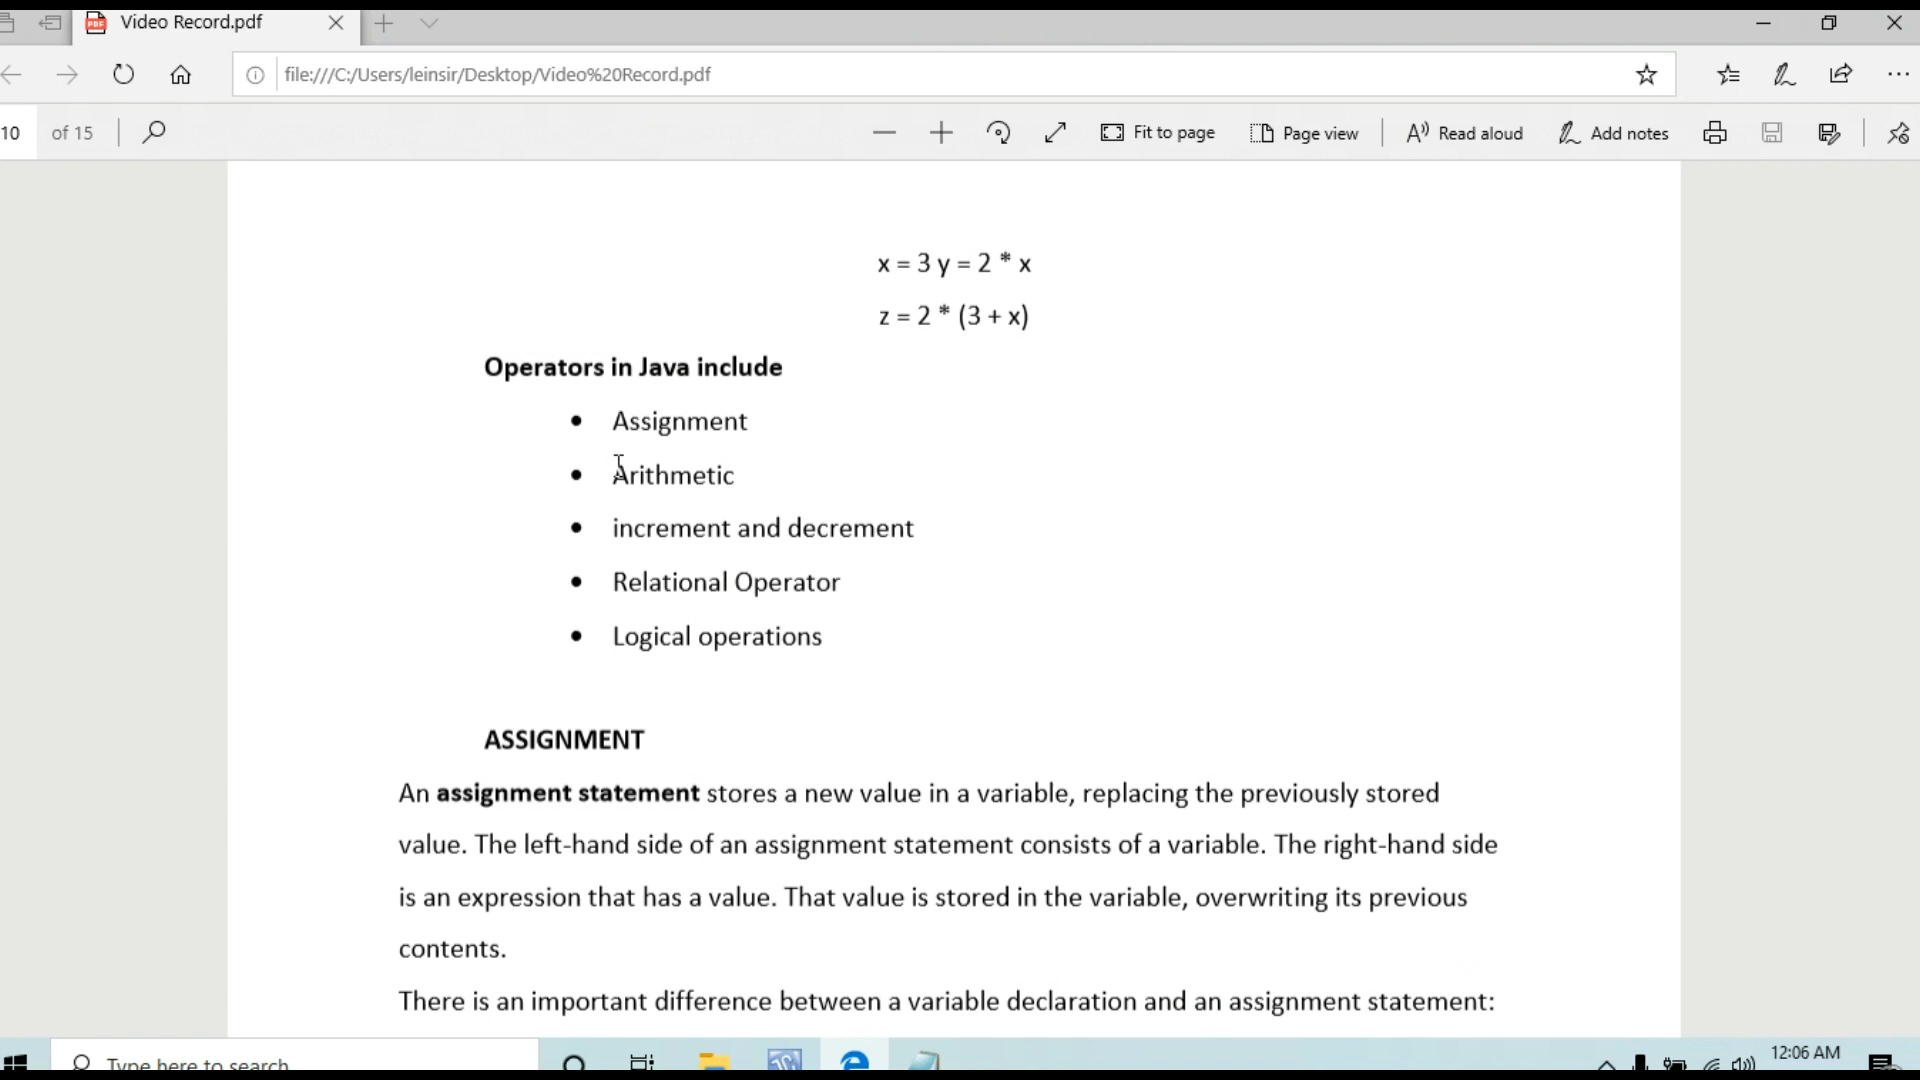 Video Record.pdf
file:///C:/Users/leinsir/Desktop/Video%20Record.pdf
10 of 15
Fit to page
Page view
Read aloud
Add notes
x = 3 y = 2 * x
z = 2 * (3 + x)
Operators in Java include
• Assignment
• Arithmetic
• increment and decrement
• Relational Operator
• Logical operations
ASSIGNMENT
An assignment statement stores a new value in a variable, replacing the previously stored
value. The left-hand side of an assignment statement consists of a variable. The right-hand side
is an expression that has a value. That value is stored in the variable, overwriting its previous
contents.
There is an important difference between a variable declaration and an assignment statement:
Type here to search
12:06 AM